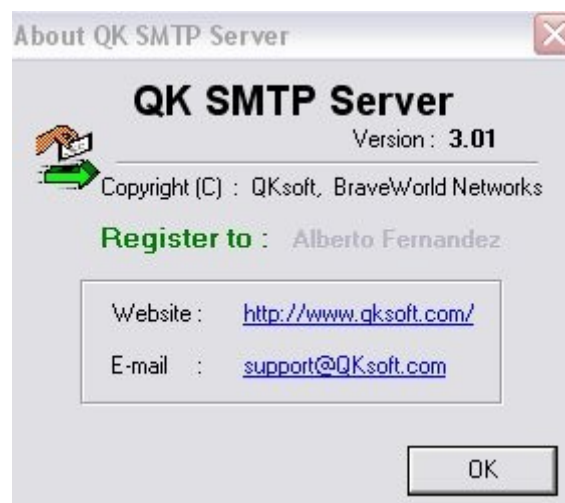 About QK SMTP Server
QK SMTP Server
Version : 3.01
Copyright (C) : QKsoft, BraveWorld Networks
Register to : Alberto Fernandez
Website : http://www.qksoft.com/
E-mail : support@QKsoft.com
OK